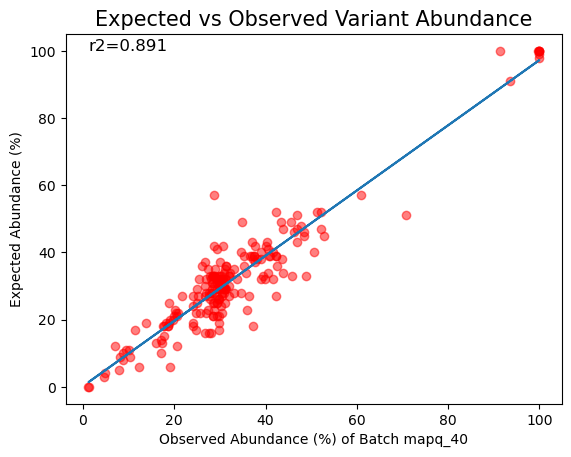 Expected vs Observed Variant Abundance
r2=0.891
Expected Abundance (%)
100
80
60
40
20
0
0 20 40 60 80 100
Observed Abundance (%) of Batch mapq_40